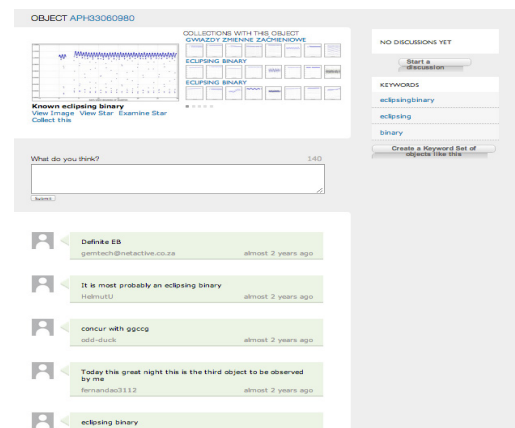 OBJECT APH33060980
COLLECTIONS WITH THIS OBJECT
GWIAZDY ZMIENNE ZAĆMIENIOWE
ECLIPSING BINARY
ECLIPSING BINARY
Known eclipsing binary
View Image View Star Examine Star
Collect this
What do you think?
140
Submit
Definite EB
gemtech@netactive.co.za
almost 2 years ago
It is most probably an eclipsing binary
HelmutU
almost 2 years ago
concur with ggccg
odd-duck
almost 2 years ago
Today this great night this is the third object to be observed
by me
fernandao3112
almost 2 years ago
eclipsing binary
NO DISCUSSIONS YET
Start a
discussion
KEYWORDS
eclipsingbinary
eclipsing
binary
Create a Keyword Set of
objects like this